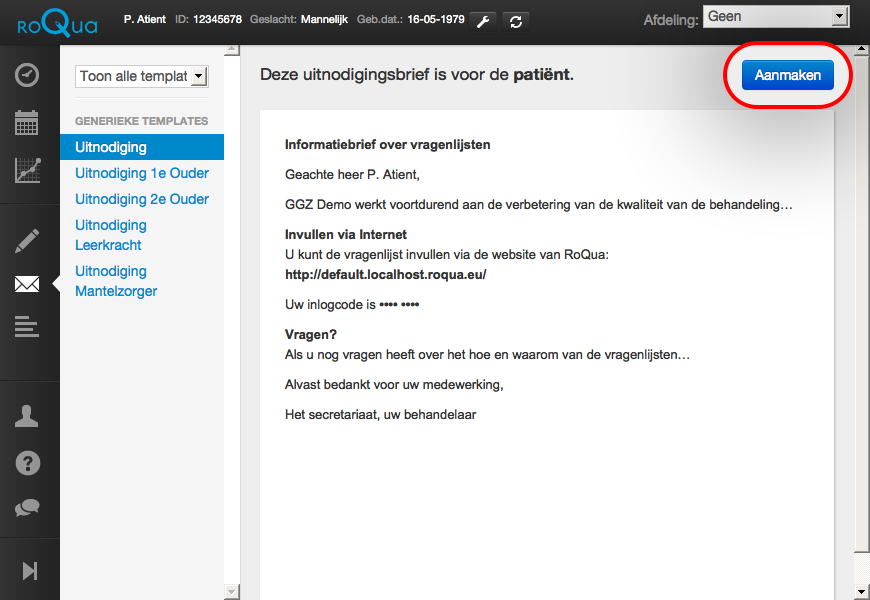 roQua
P. Atient ID: 12345678 Geslacht: Mannelijk Geb.dat.: 16-05-1979
Afdeling: Geen
Toon alle templat
GENERIEKE TEMPLATES
Uitnodiging
Uitnodiging 1e Ouder
Uitnodiging 2e Ouder
Uitnodiging
Leerkracht
Uitnodiging
Mantelzorger
Deze uitnodigingsbrief is voor de patiënt.
Aanmaken
Informatiebrief over vragenlijsten
Geachte heer P. Atient,
GGZ Demo werkt voortdurend aan de verbetering van de kwaliteit van de behandeling…
Invullen via Internet
U kunt de vragenlijst invullen via de website van RoQua:
http://default.localhost.roqua.eu/
Uw inlogcode is •••• ••••
Vragen?
Als u nog vragen heeft over het hoe en waarom van de vragenlijsten…
Alvast bedankt voor uw medewerking,
Het secretariaat, uw behandelaar